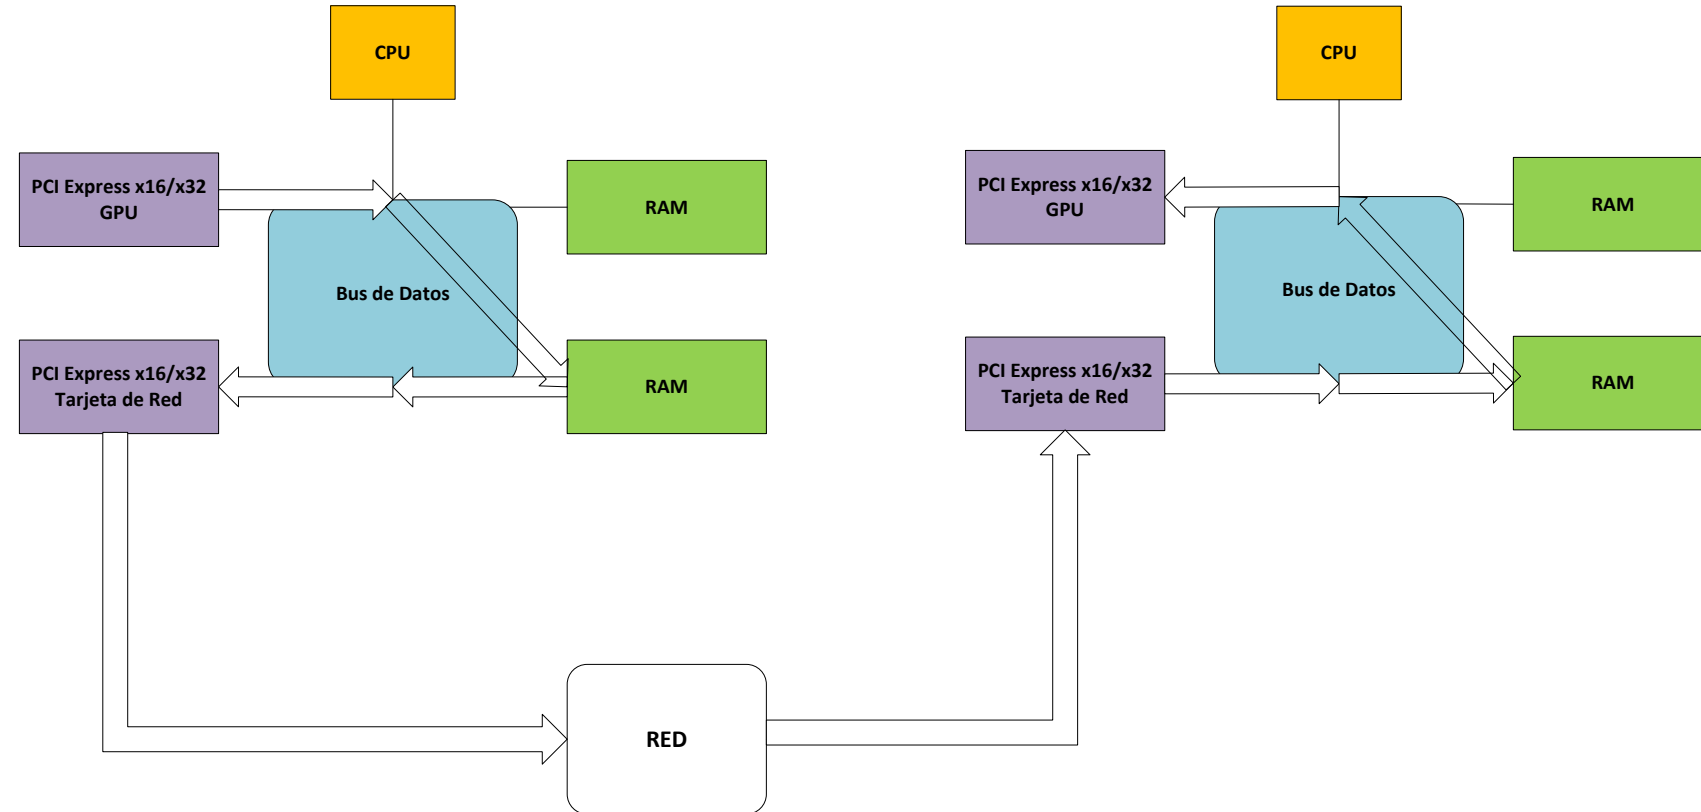 CPU
CPU
PCI Express x16/x32
GPU
RAM
PCI Express x16/x32
GPU
RAM
Bus de Datos
Bus de Datos
PCI Express x16/x32
Tarjeta de Red
RAM
PCI Express x16/x32
Tarjeta de Red
RAM
RED